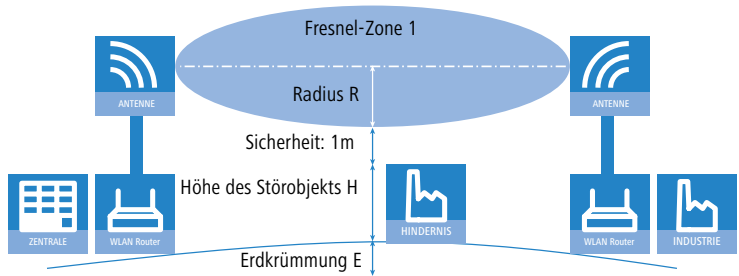 Fresnel-Zone 1
ANTENNE
Radius R
ANTENNE
Sicherheit: 1m
Höhe des Störobjekts H
ZENTRALE
WLAN Router
HINDERNIS
WLAN Router
INDUSTRIE
Erdkrümmung E